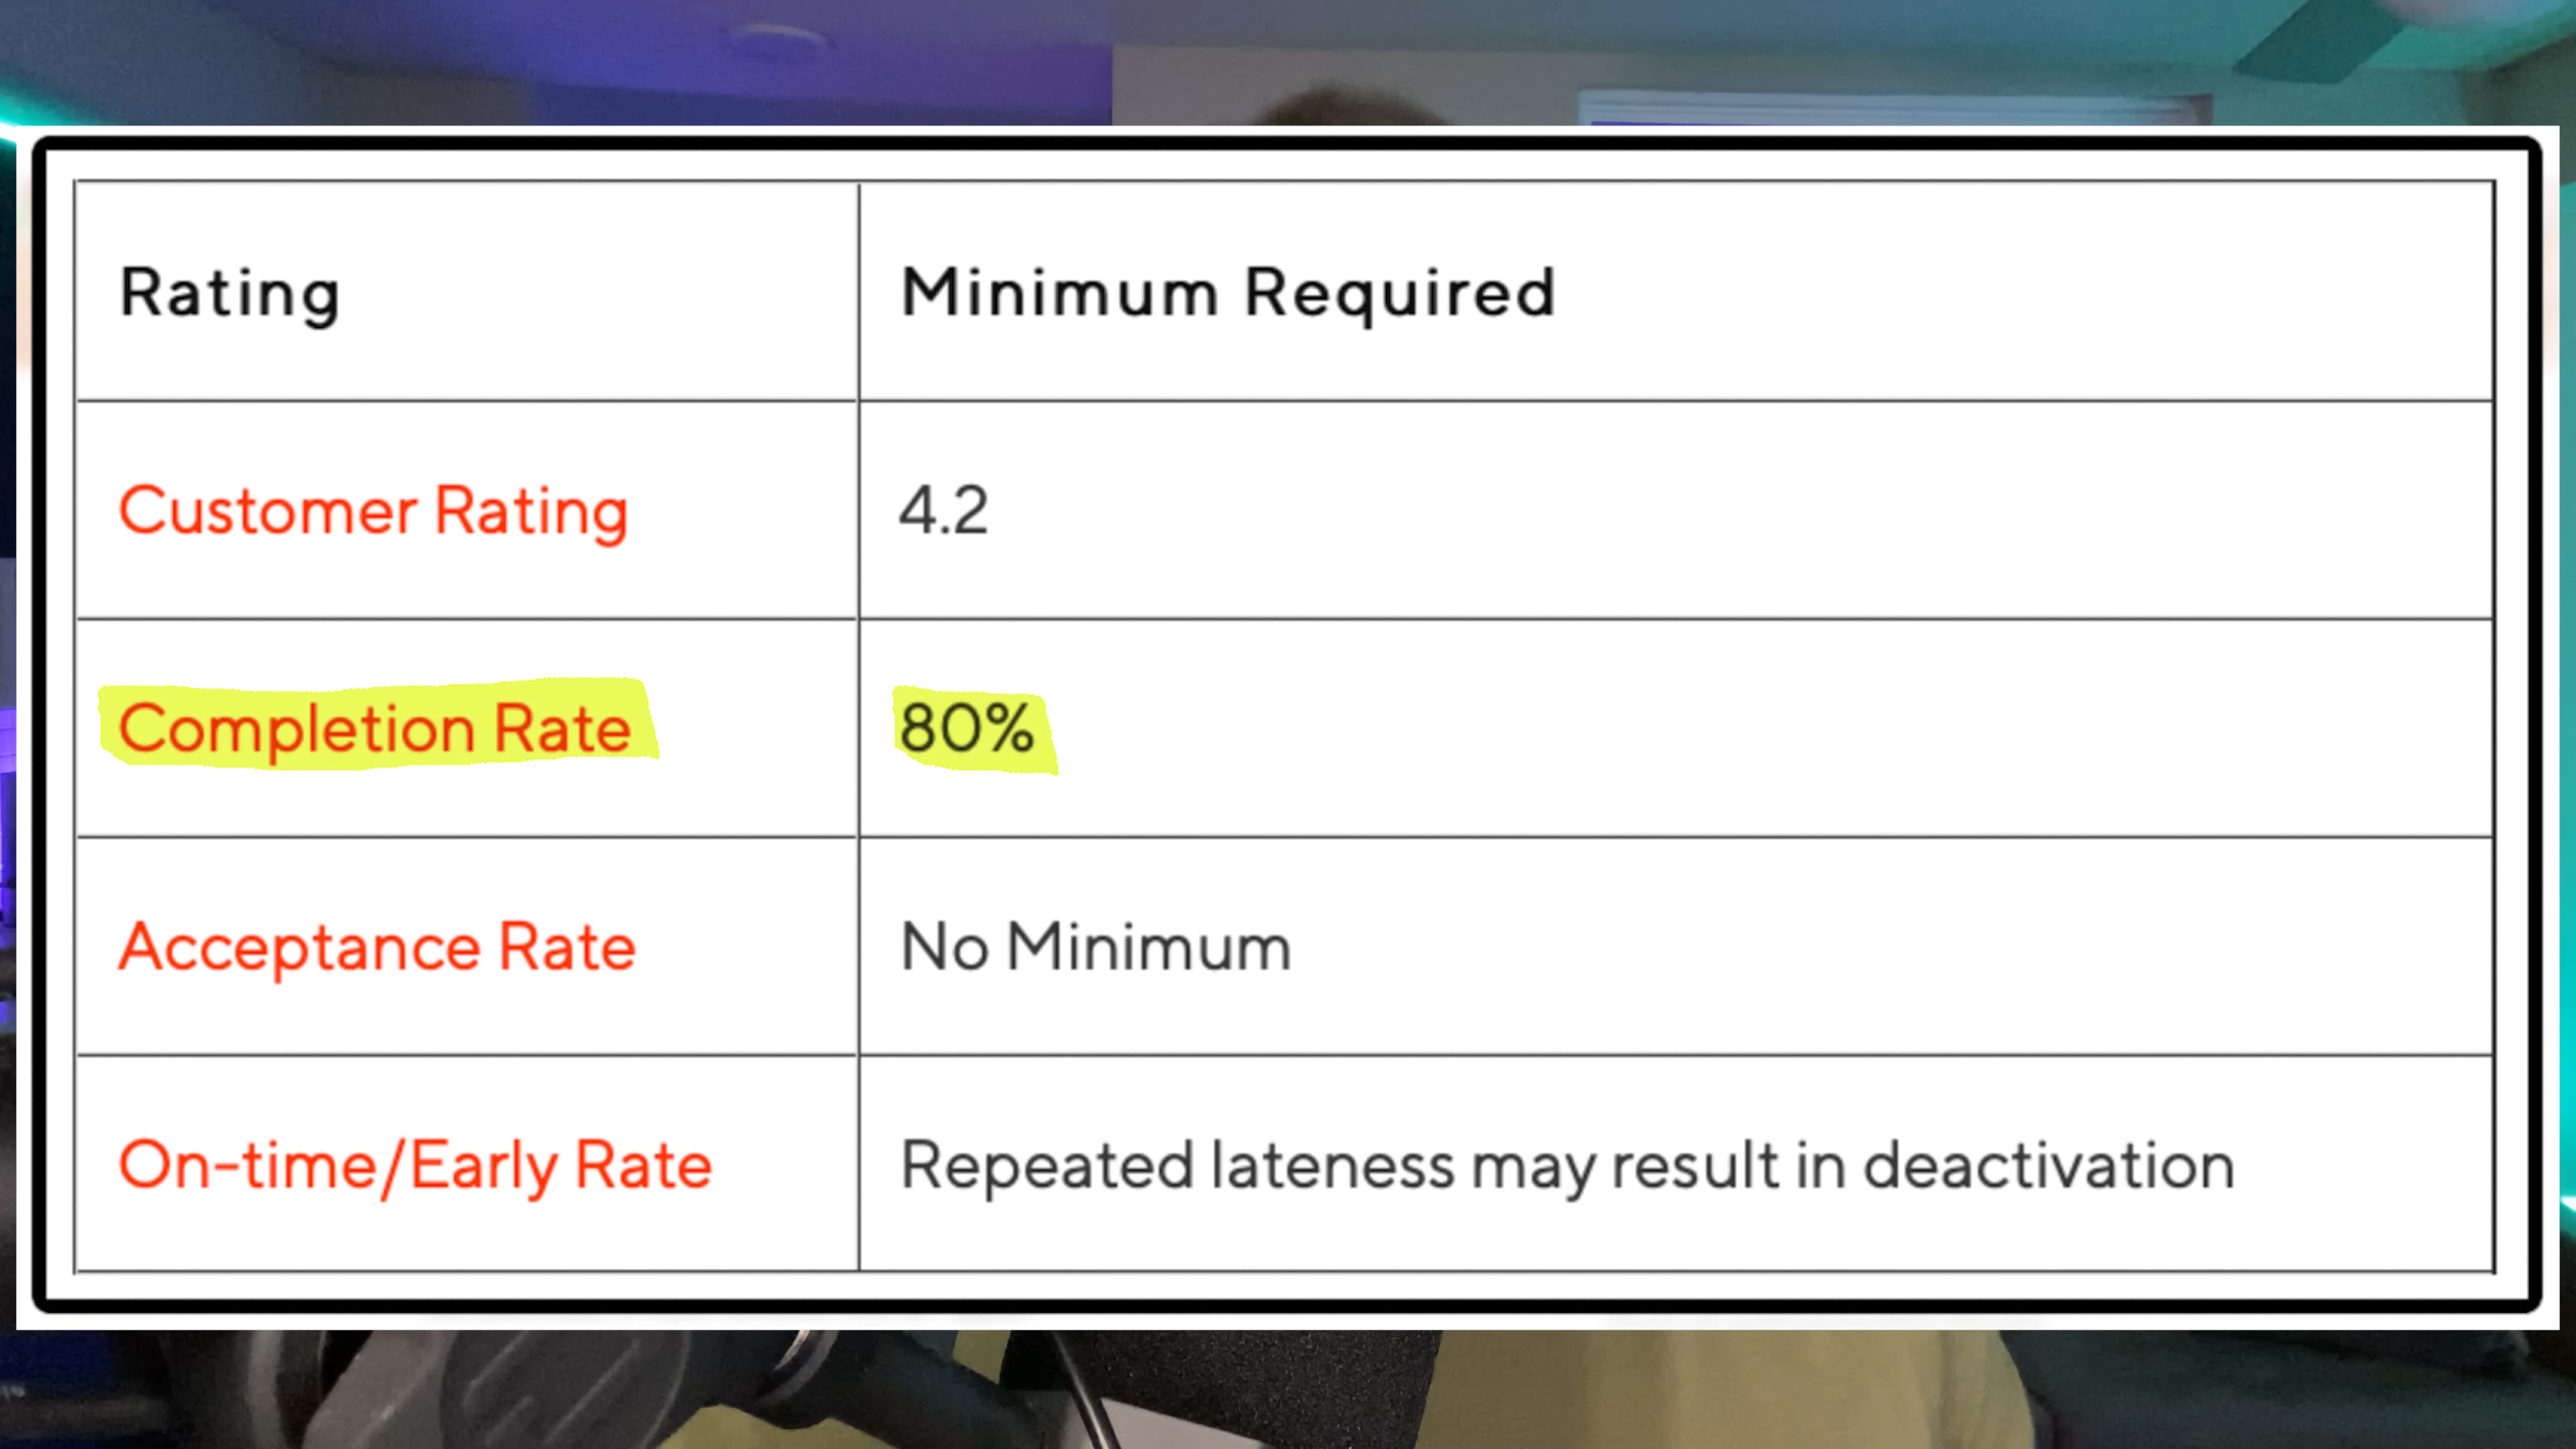 Rating Minimum Required
Customer Rating 4.2
Completion Rate 80%
Acceptance Rate No Minimum
On-time/Early Rate Repeated lateness may result in deactivation